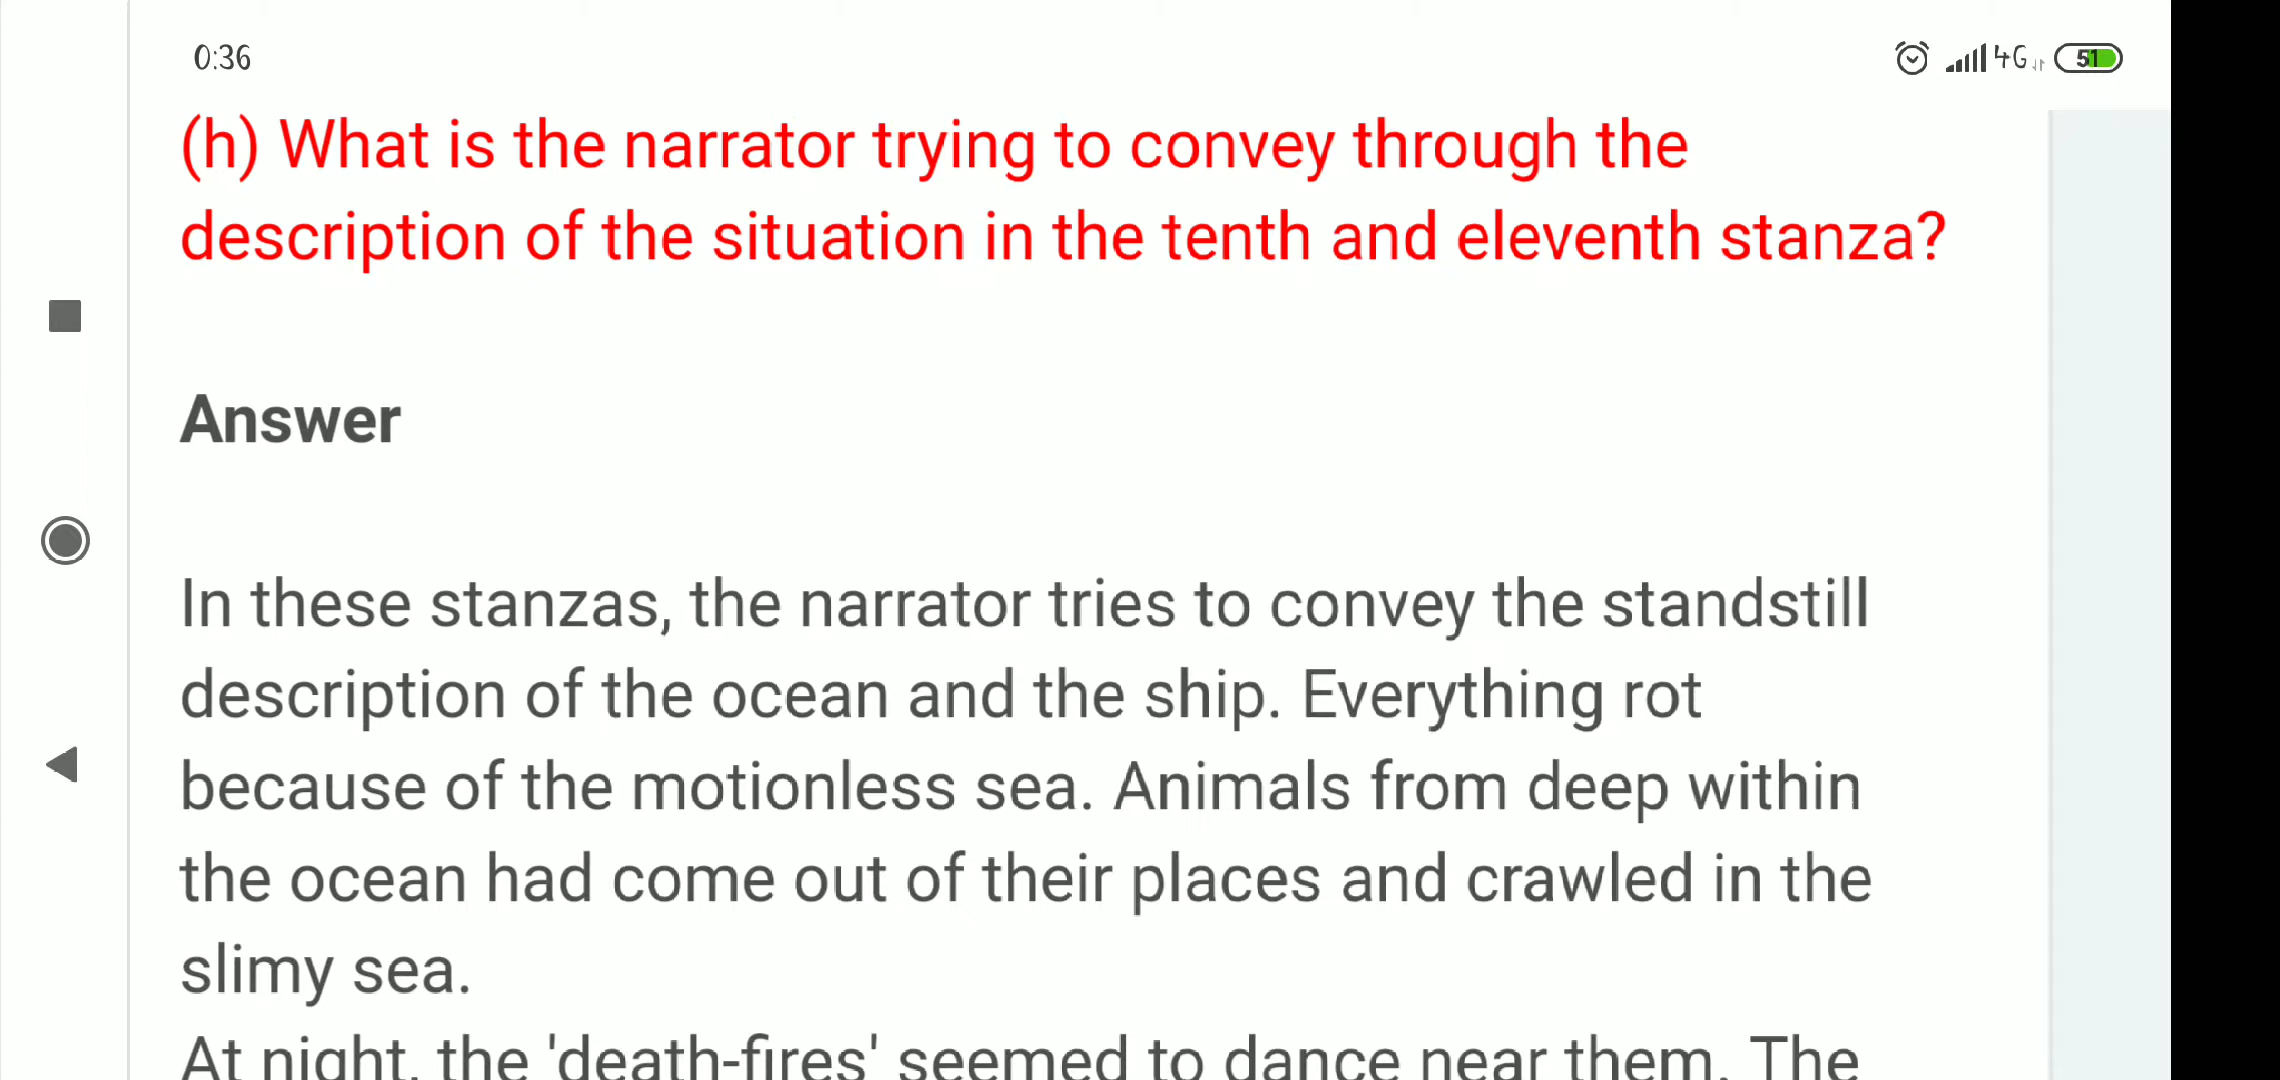 0:36
4G
51
(h) What is the narrator trying to convey through the
description of the situation in the tenth and eleventh stanza?
Answer
In these stanzas, the narrator tries to convey the standstill
description of the ocean and the ship. Everything rot
because of the motionless sea. Animals from deep within
the ocean had come out of their places and crawled in the
slimy sea.
At night, the 'death-fires' seemed to dance near them. The